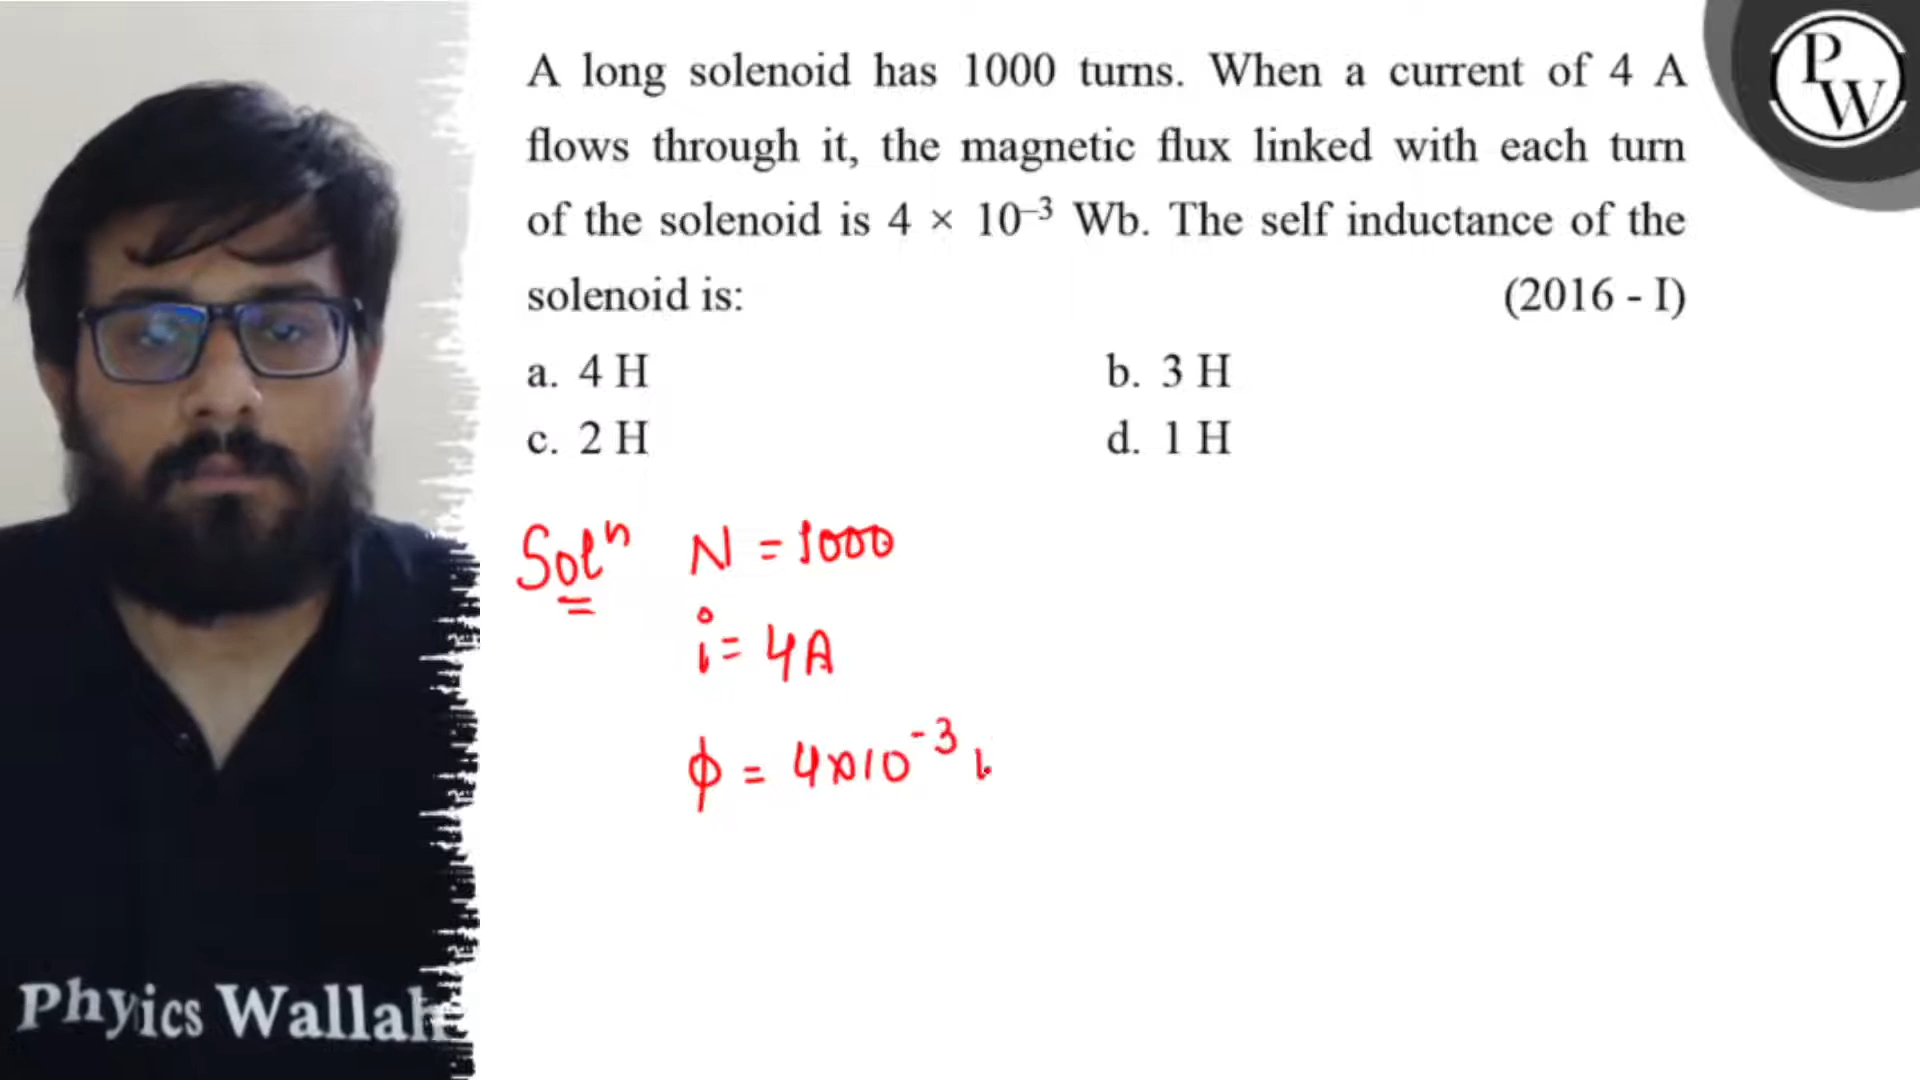 PW
A long solenoid has 1000 turns. When a current of 4 A
flows through it, the magnetic flux linked with each turn
of the solenoid is 4 × 10⁻³ Wb. The self inductance of the
solenoid is: (2016 - I)
a. 4 H b. 3 H
c. 2 H d. 1 H
Solⁿ N = 1000
i = 4A
ϕ = 4×10⁻³
Physics Wallah